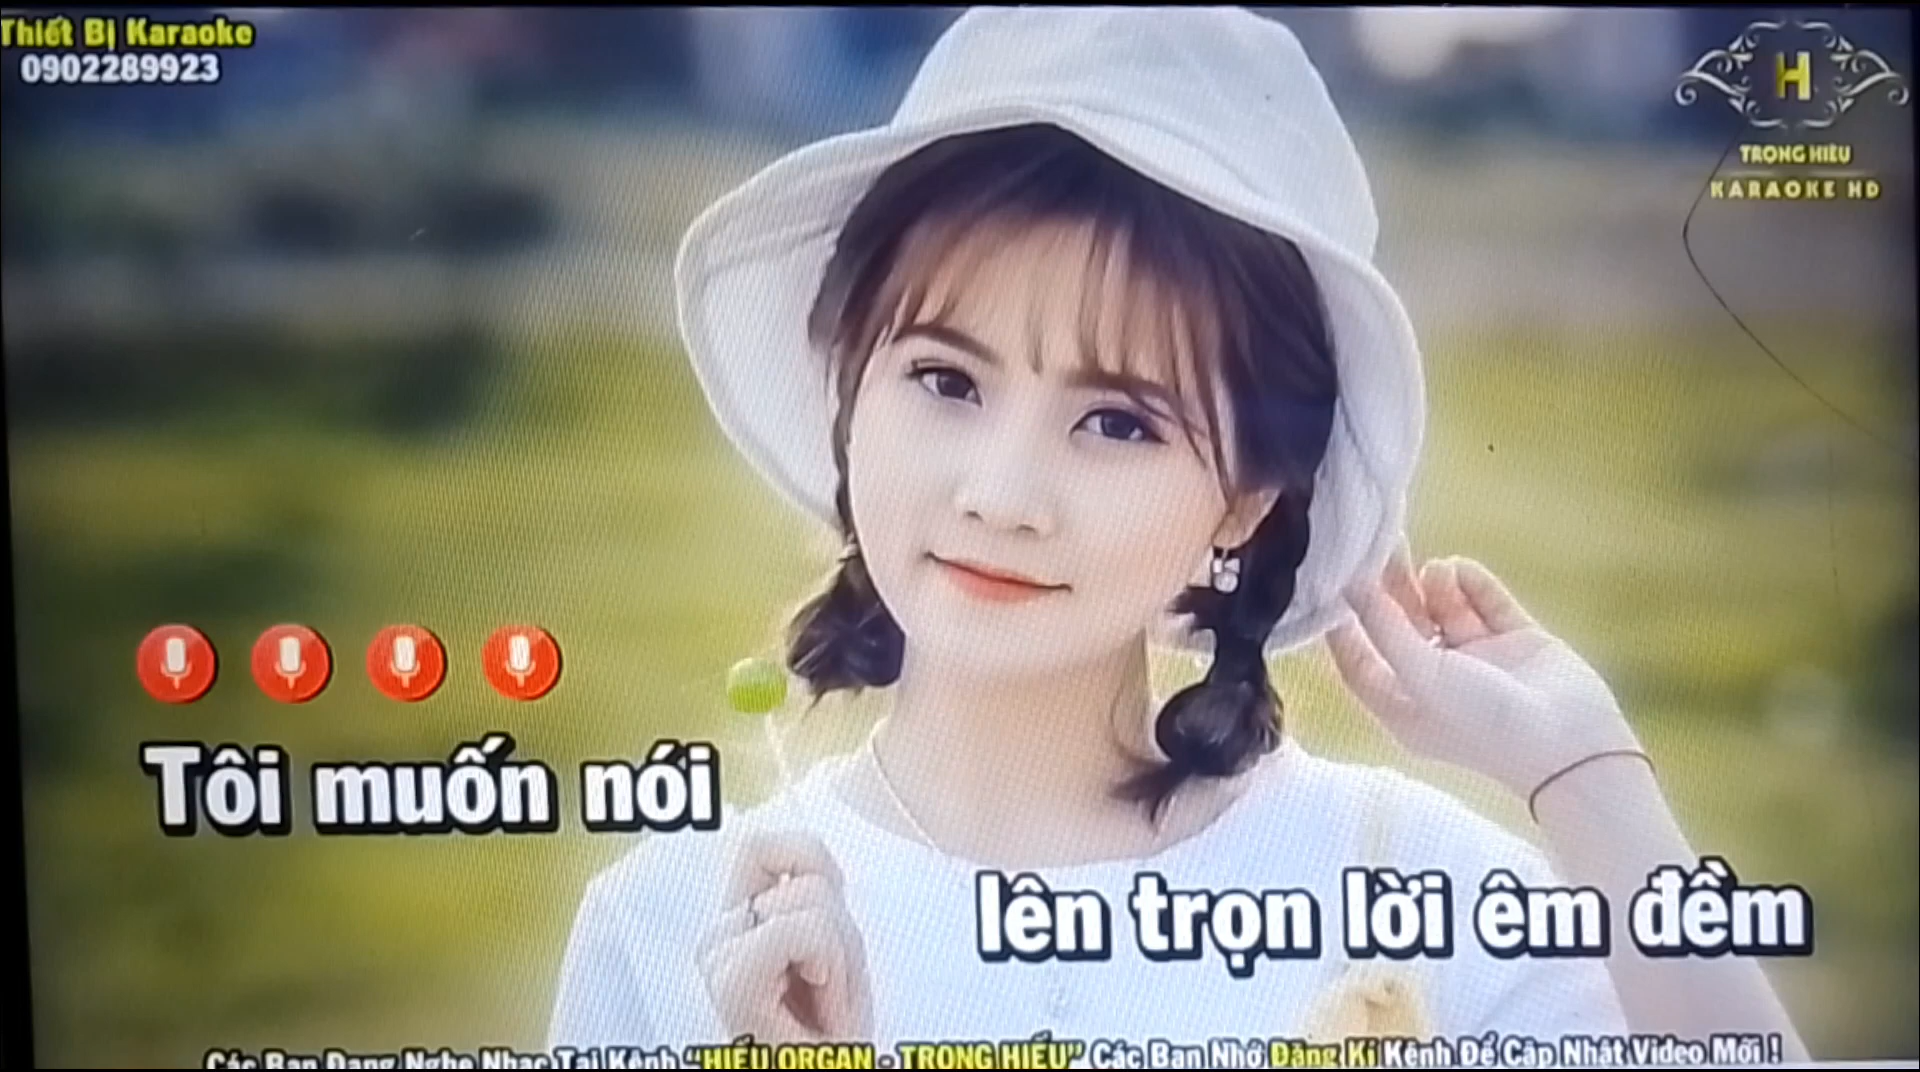 Thiết Bị Karaoke
0902289923
H
TRỌNG HIẾU
KARAOKE HD
Tôi muốn nói
lên trọn lời êm đềm
Các Bạn Đang Nghe Nhạc Tại Kênh “HIẾU ORGAN - TRỌNG HIẾU” Các Bạn Nhớ Đăng Kí Kênh Để Cập Nhật Video Mới !